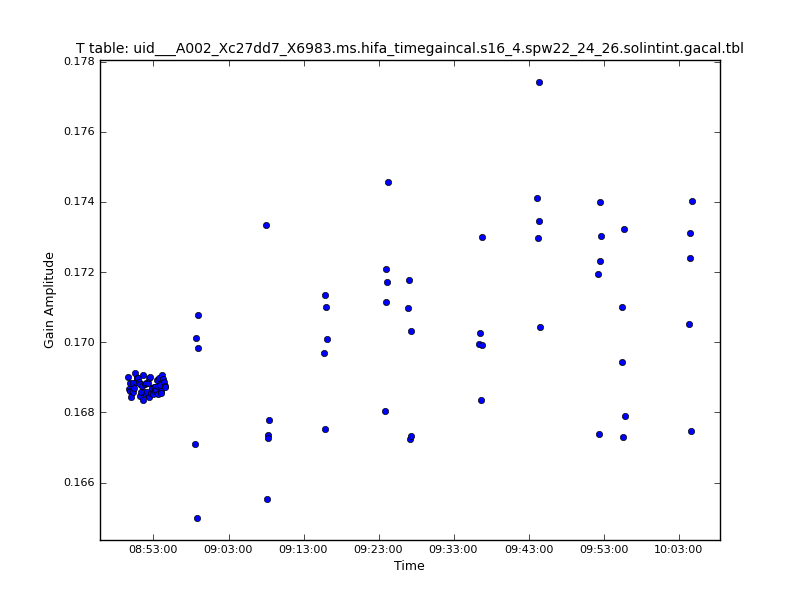 T table: uid___A002_Xc27dd7_X6983.ms.hifa_timegaincal.s16_4.spw22_24_26.solintint.gacal.tbl
0.178
0.176
0.174
0.172
0.170
0.168
0.166
Gain Amplitude
08:53:00 09:03:00 09:13:00 09:23:00 09:33:00 09:43:00 09:53:00 10:03:00
Time